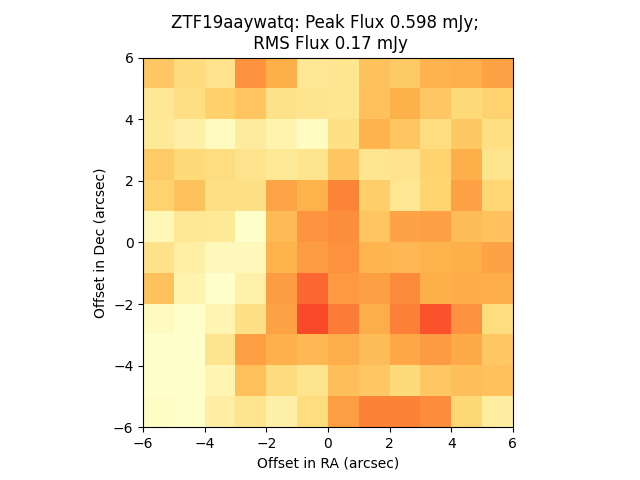 ZTF19aaywatq: Peak Flux 0.598 mJy;
RMS Flux 0.17 mJy
6
4
2
0
−2
−4
−6
Offset in Dec (arcsec)
−6 −4 −2 0 2 4 6
Offset in RA (arcsec)